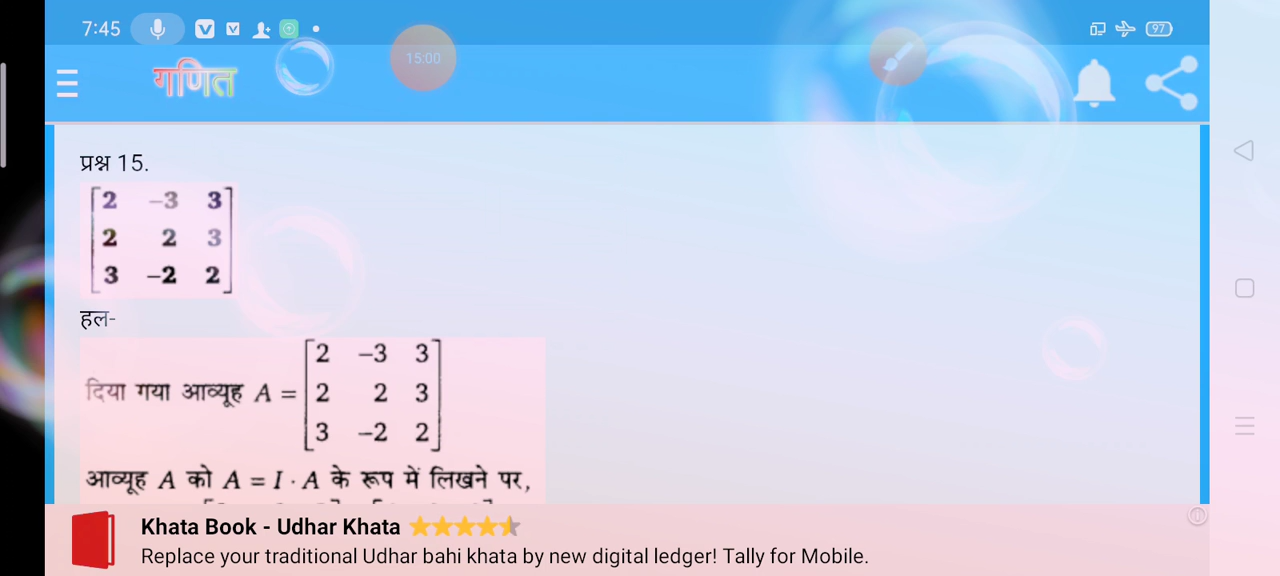 7:45
15:00
97
गणित
प्रश्न 15.
2 −3 3
2 2 3
3 −2 2
हल-
दिया गया आव्यूह A =
2 −3 3
2 2 3
3 −2 2
आव्यूह A को A = I · A के रूप में लिखने पर,
Khata Book - Udhar Khata
Replace your traditional Udhar bahi khata by new digital ledger! Tally for Mobile.